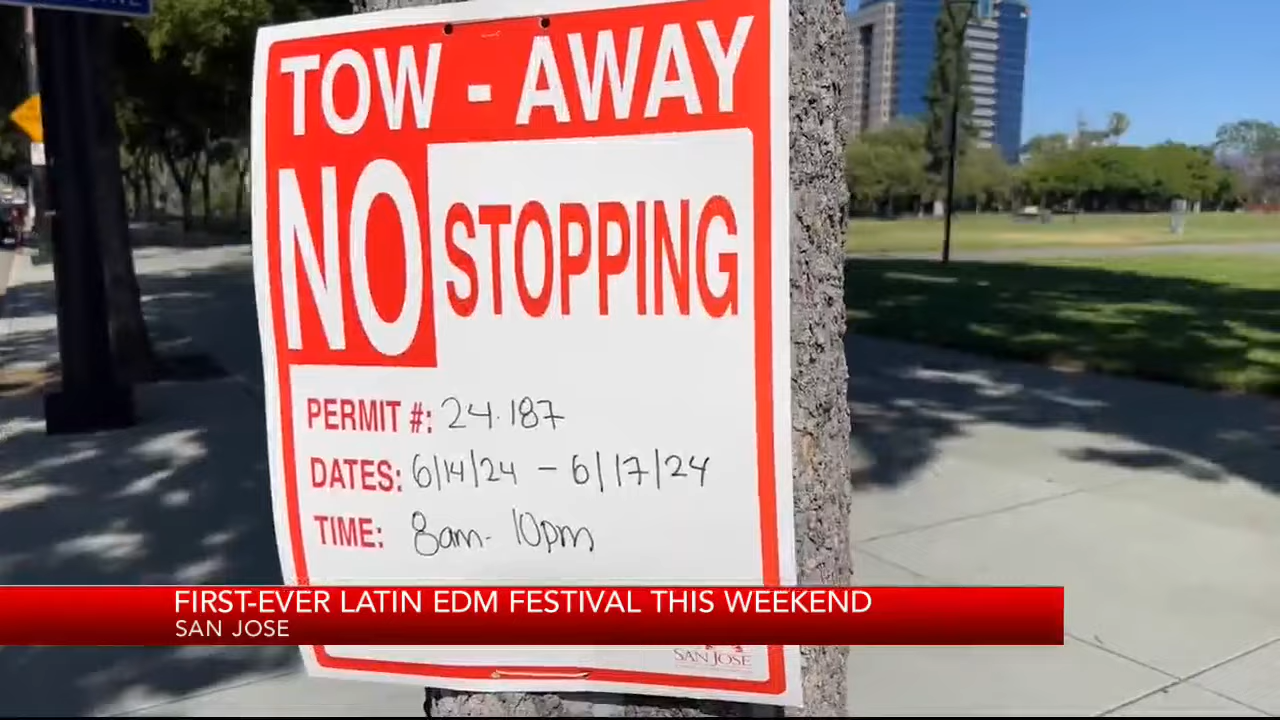 TOW - AWAY
NO STOPPING
PERMIT #: 24.187
DATES: 6/14/24 - 6/17/24
TIME: 8am- 10pm
FIRST-EVER LATIN EDM FESTIVAL THIS WEEKEND
SAN JOSE
SAN JOSE